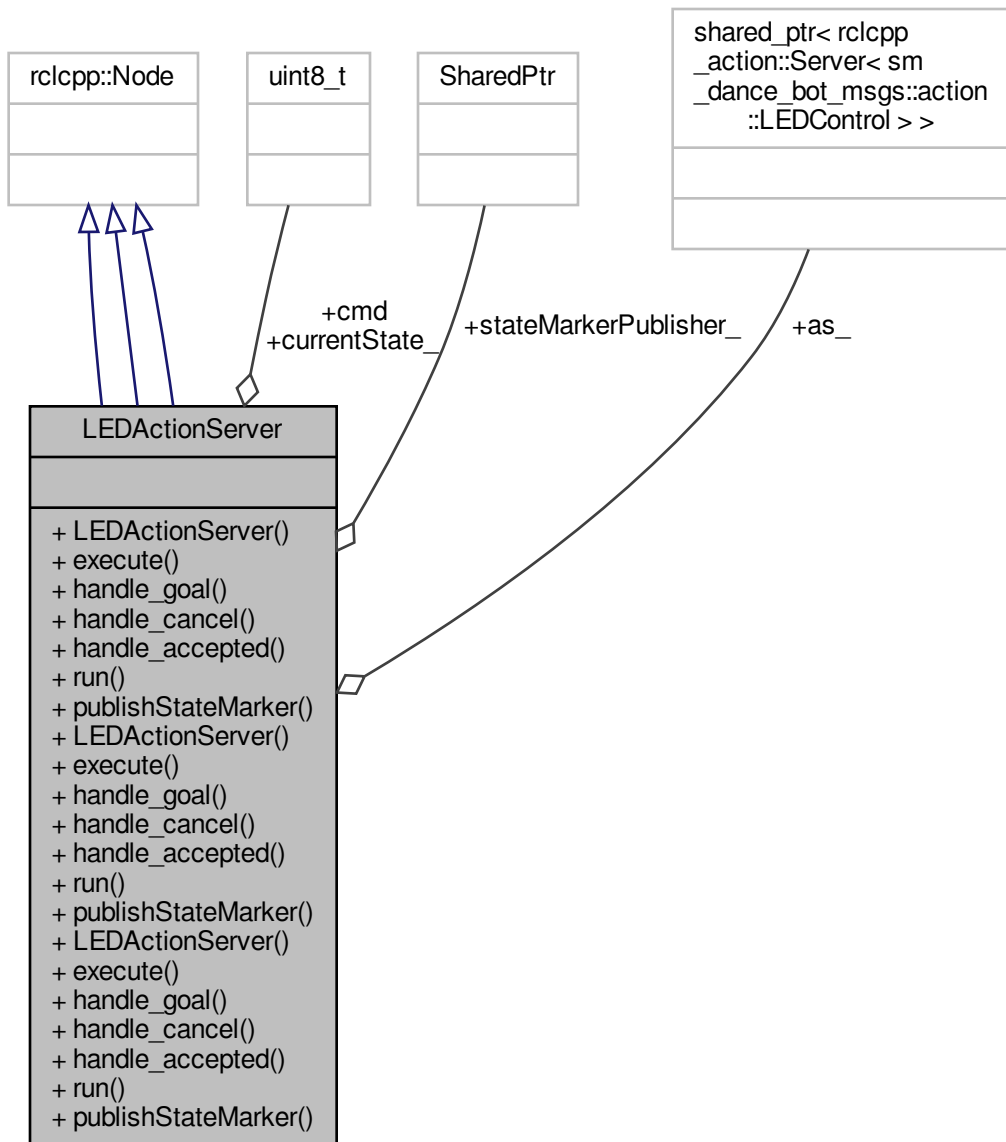 rclcpp::Node
uint8_t
SharedPtr
shared_ptr< rclcpp
_action::Server< sm
_dance_bot_msgs::action
::LEDControl > >
+cmd
+currentState_
+stateMarkerPublisher_
+as_
LEDActionServer
+ LEDActionServer()
+ execute()
+ handle_goal()
+ handle_cancel()
+ handle_accepted()
+ run()
+ publishStateMarker()
+ LEDActionServer()
+ execute()
+ handle_goal()
+ handle_cancel()
+ handle_accepted()
+ run()
+ publishStateMarker()
+ LEDActionServer()
+ execute()
+ handle_goal()
+ handle_cancel()
+ handle_accepted()
+ run()
+ publishStateMarker()